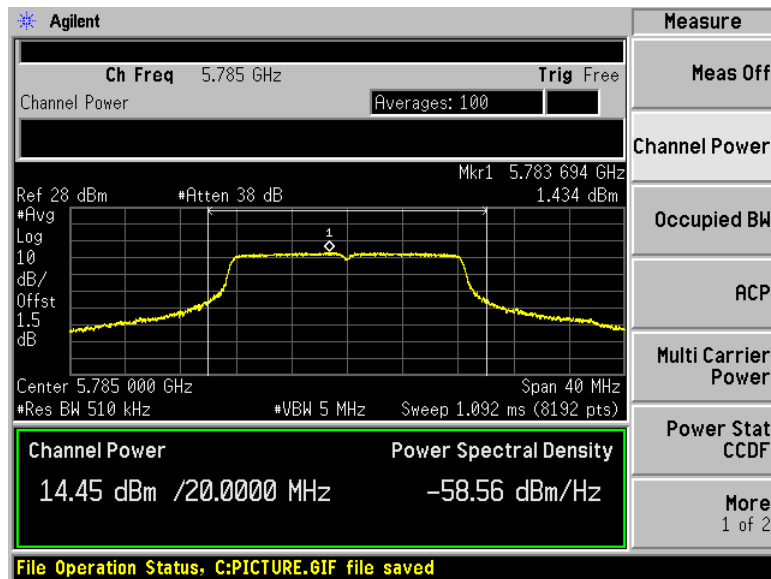 Agilent
Measure
Ch Freq 5.785 GHz Trig Free
Channel Power Averages: 100
Meas Off
Channel Power
Occupied BW
ACP
Multi Carrier
Power
Power Stat
CCDF
More
1 of 2
Mkr1 5.783 694 GHz
Ref 28 dBm #Atten 38 dB 1.434 dBm
#Avg
Log
10
dB/
Offst
1.5
dB
1
Center 5.785 000 GHz Span 40 MHz
#Res BW 510 kHz #VBW 5 MHz Sweep 1.092 ms (8192 pts)
Channel Power Power Spectral Density
14.45 dBm /20.0000 MHz -58.56 dBm/Hz
File Operation Status, C:PICTURE.GIF file saved